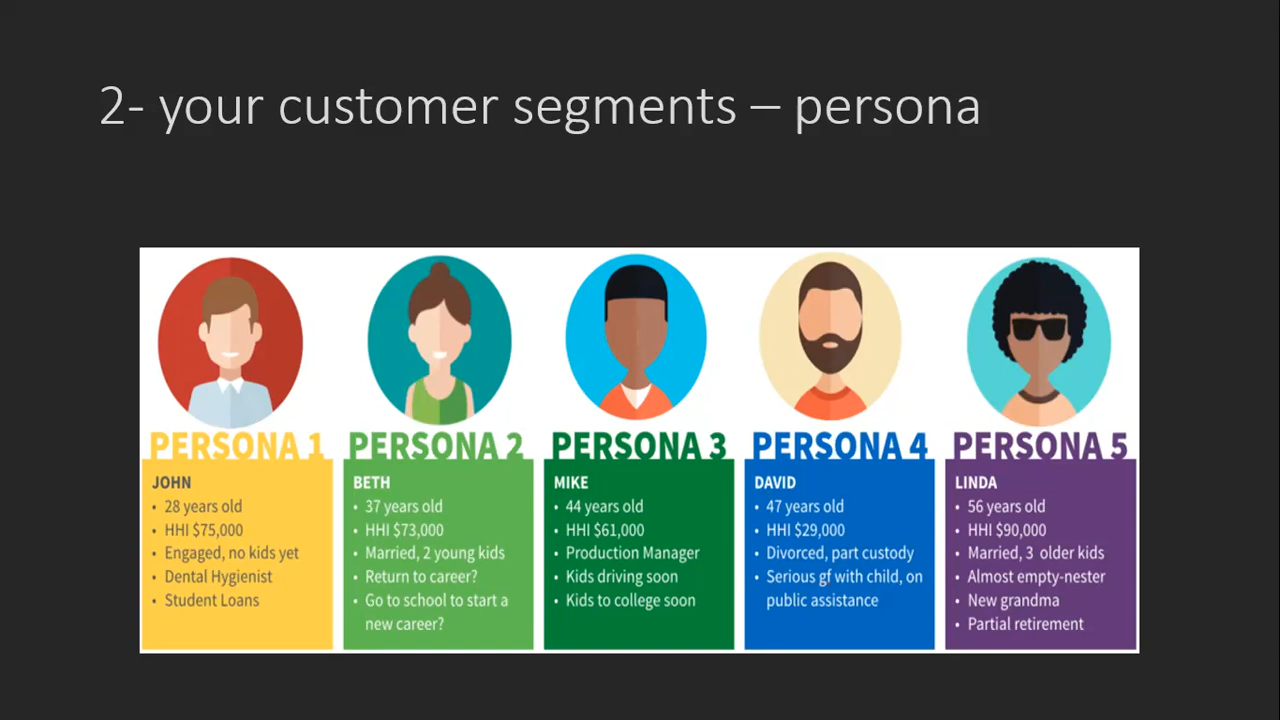 2- your customer segments – persona
PERSONA 1
JOHN
• 28 years old
• HHI $75,000
• Engaged, no kids yet
• Dental Hygienist
• Student Loans
PERSONA 2
BETH
• 37 years old
• HHI $73,000
• Married, 2 young kids
• Return to career?
• Go to school to start a
new career?
PERSONA 3
MIKE
• 44 years old
• HHI $61,000
• Production Manager
• Kids driving soon
• Kids to college soon
PERSONA 4
DAVID
• 47 years old
• HHI $29,000
• Divorced, part custody
• Serious gf with child, on
public assistance
PERSONA 5
LINDA
• 56 years old
• HHI $90,000
• Married, 3 older kids
• Almost empty-nester
• New grandma
• Partial retirement